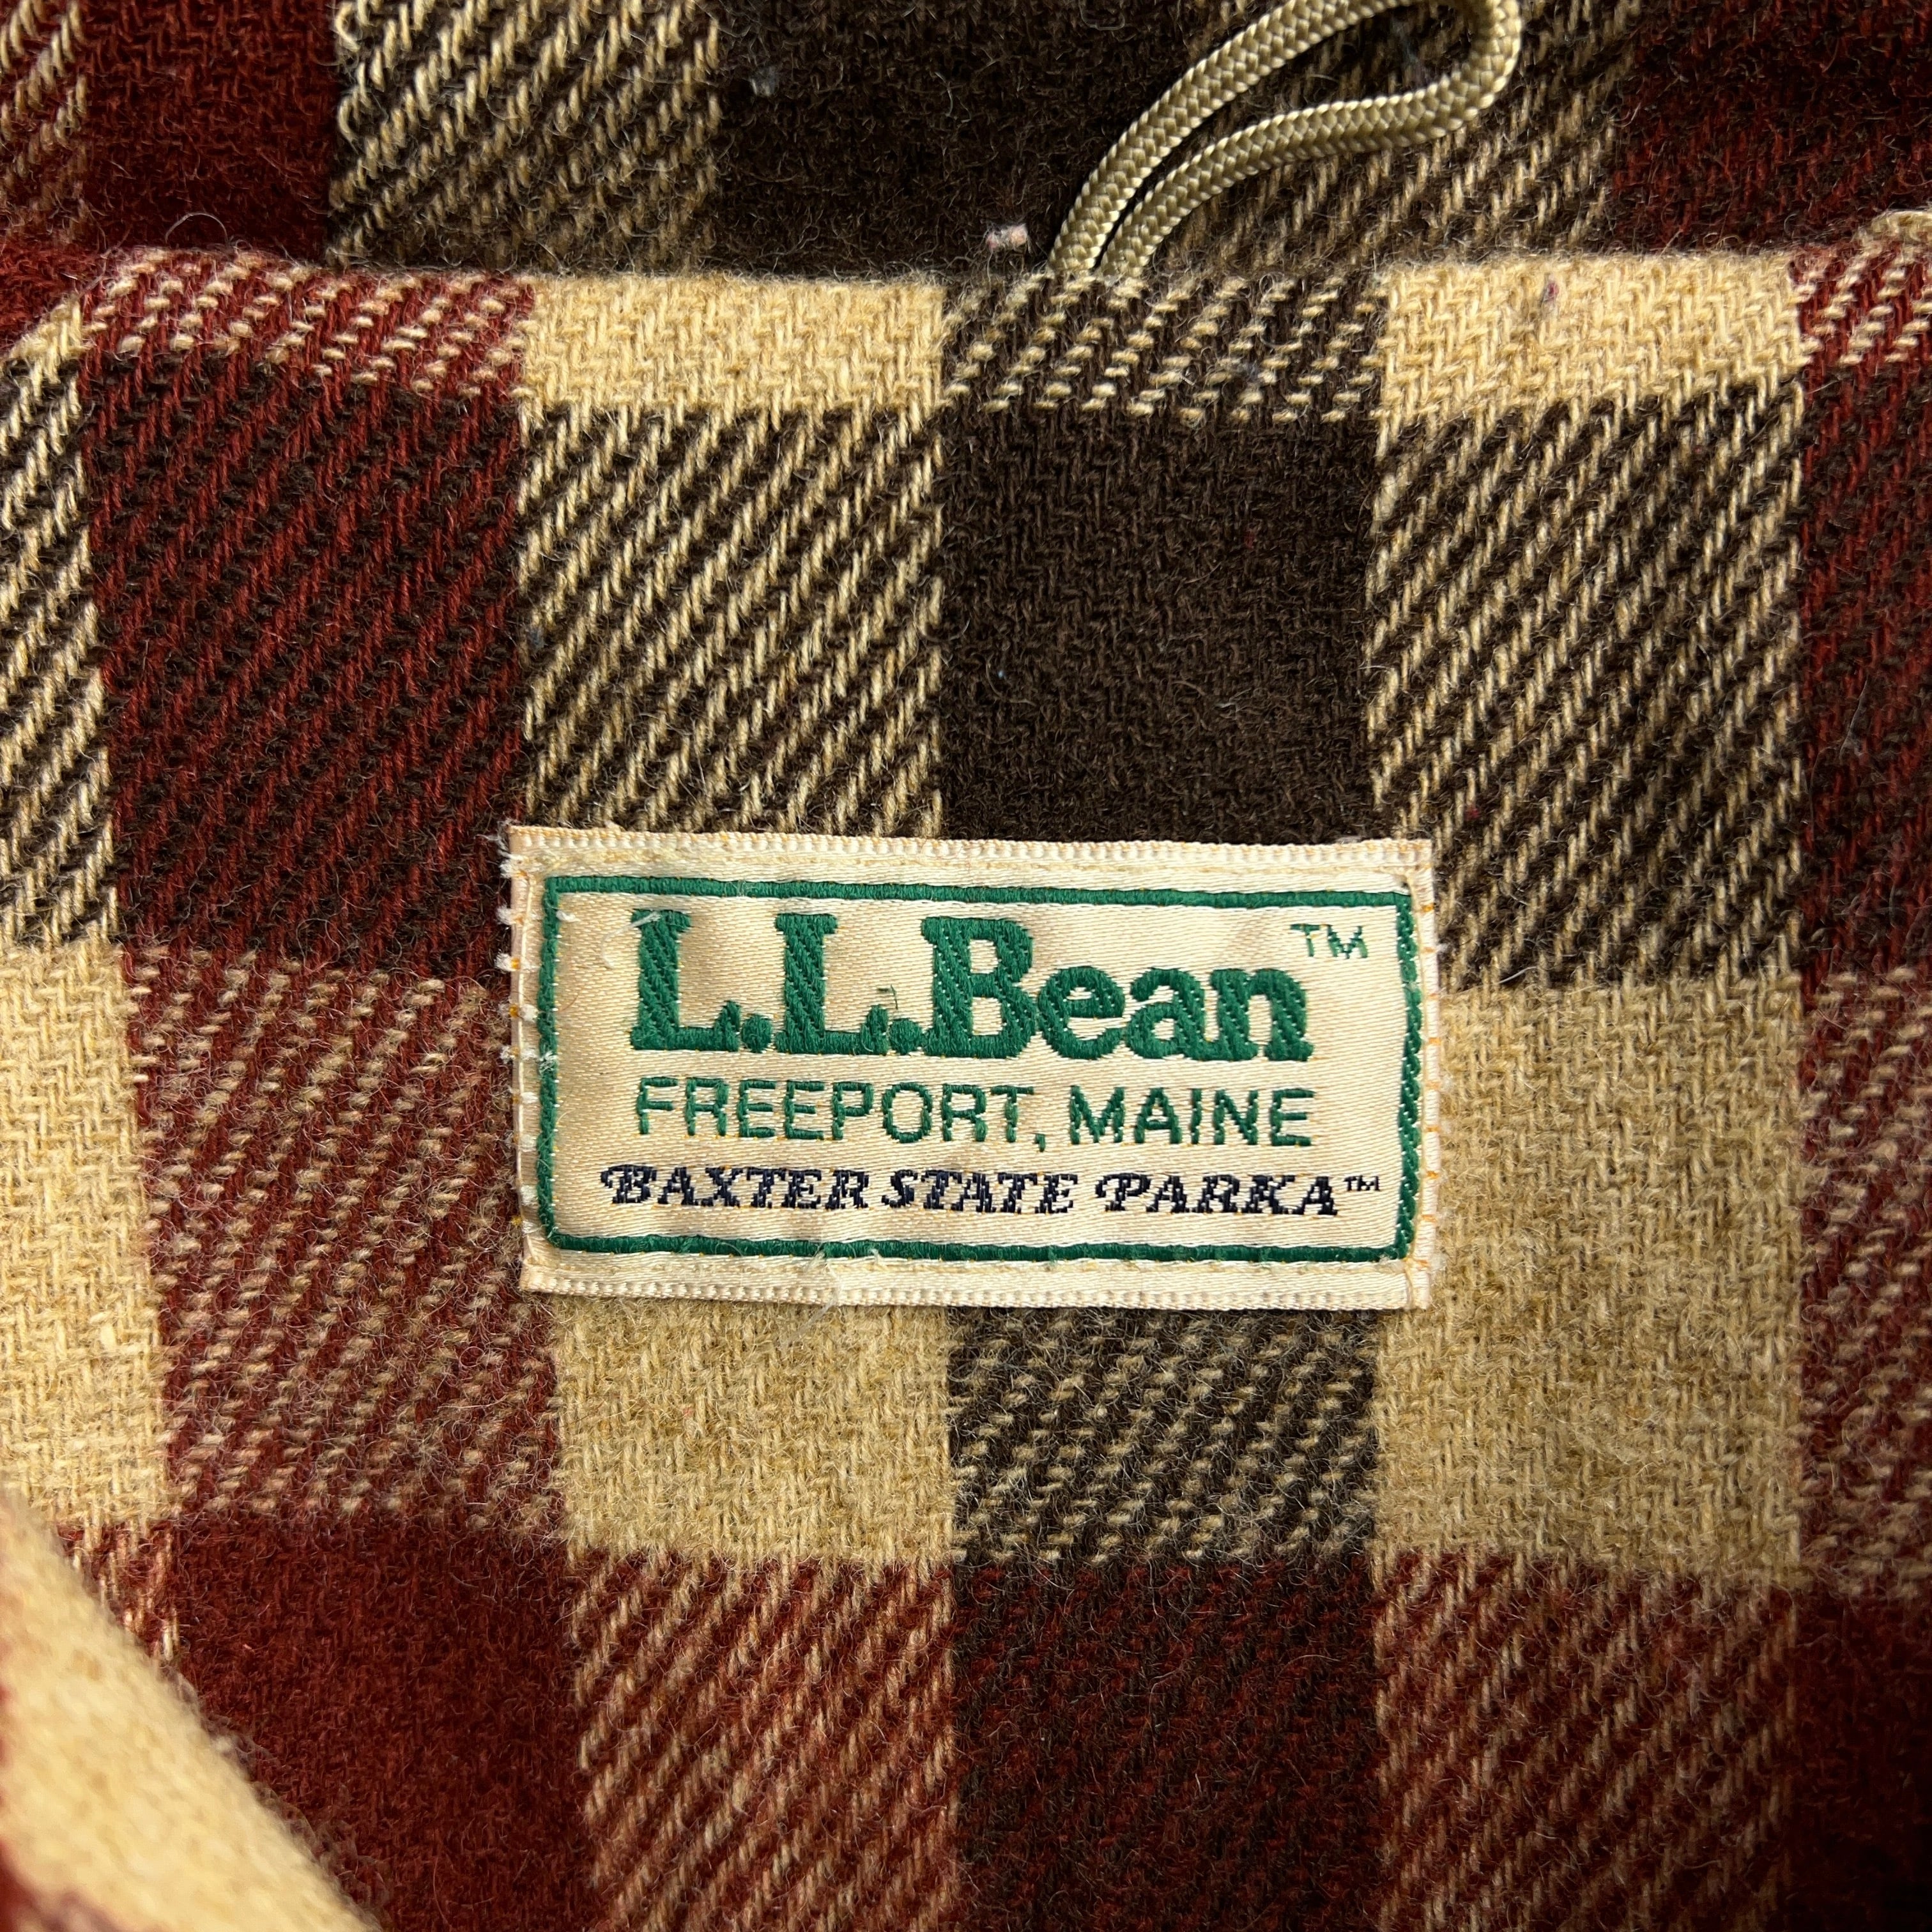 L.L.Bean™
FREEPORT, MAINE
BAXTER STATE PARKA™